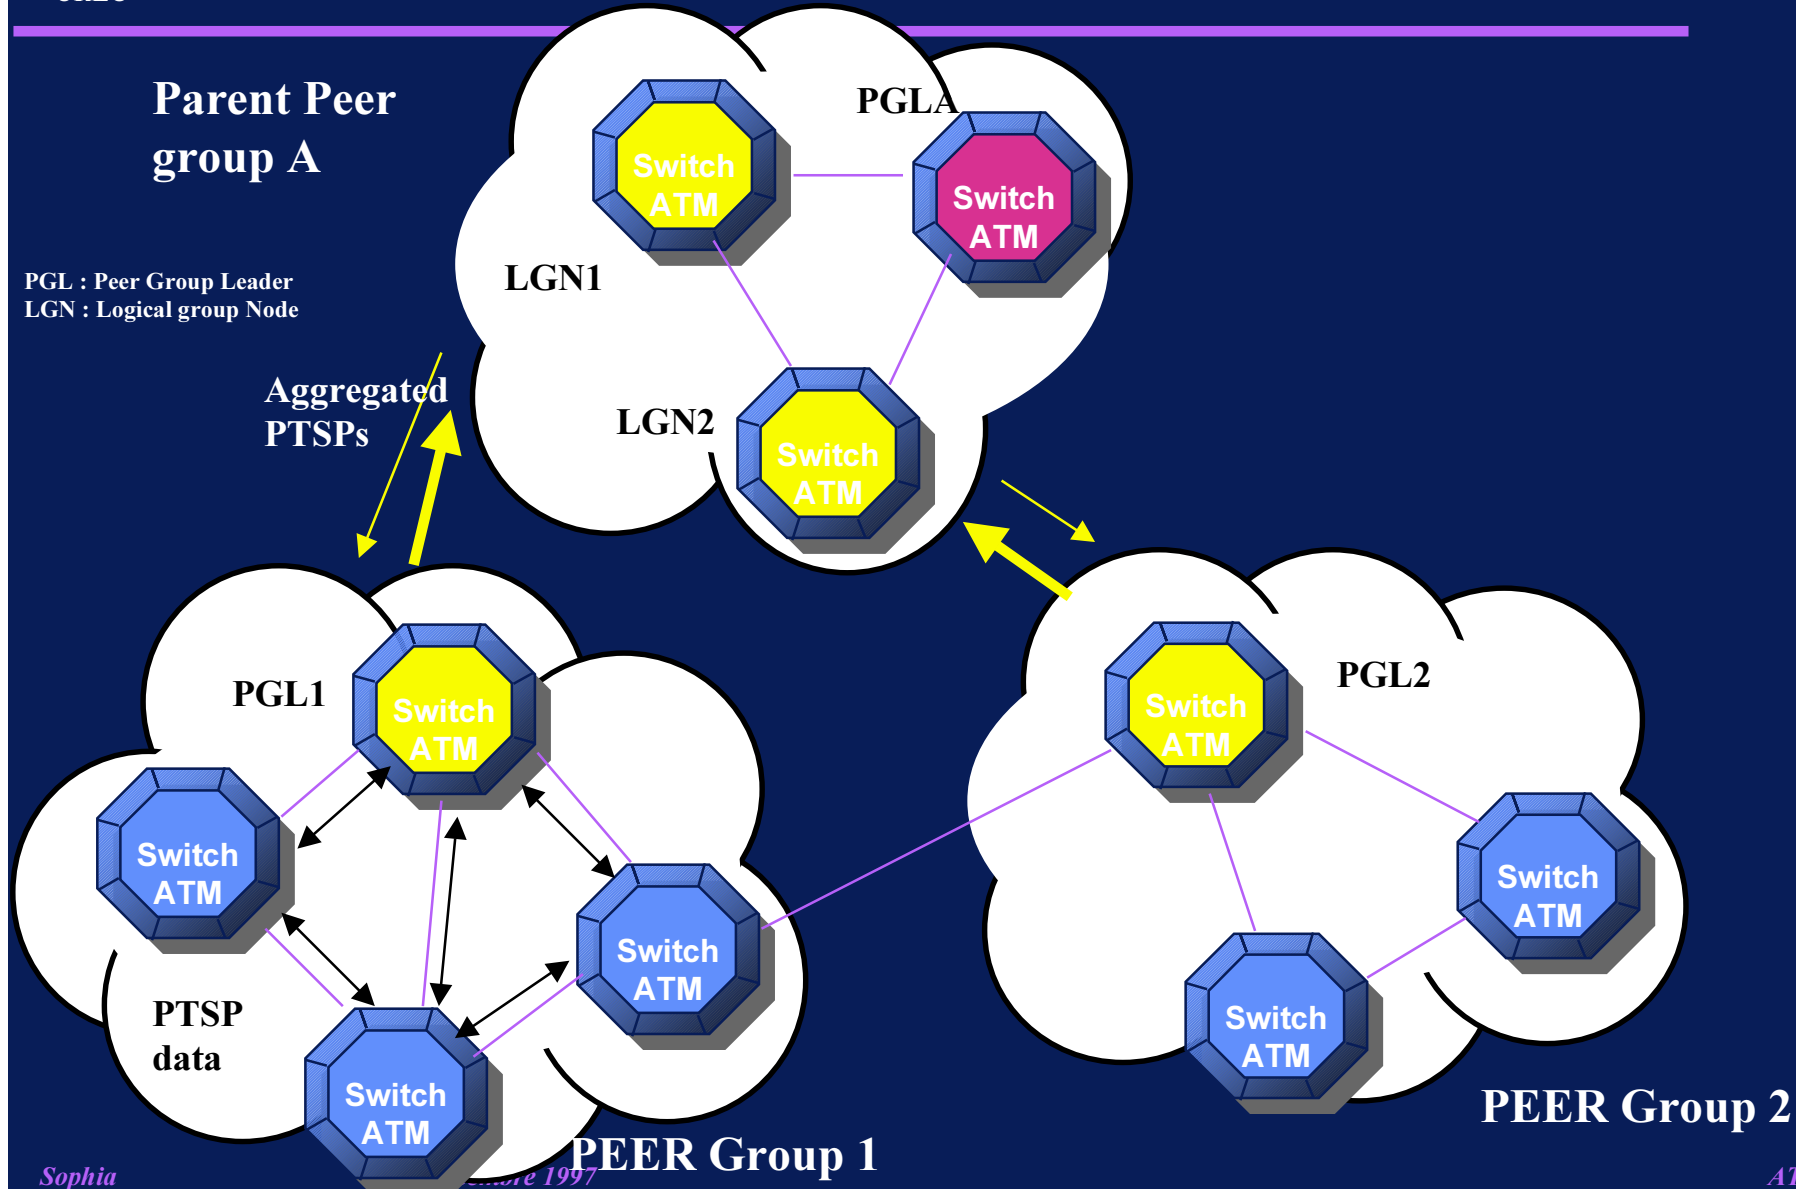 Parent Peer
group A
PGLA
Switch
ATM
Switch
ATM
LGN1
PGL : Peer Group Leader
LGN : Logical group Node
Aggregated
PTSPs
LGN2
Switch
ATM
PGL1
Switch
ATM
PGL2
Switch
ATM
Switch
ATM
Switch
ATM
Switch
ATM
Switch
ATM
PTSP
data
Switch
ATM
Switch
ATM
PEER Group 1
PEER Group 2
Sophia
1997